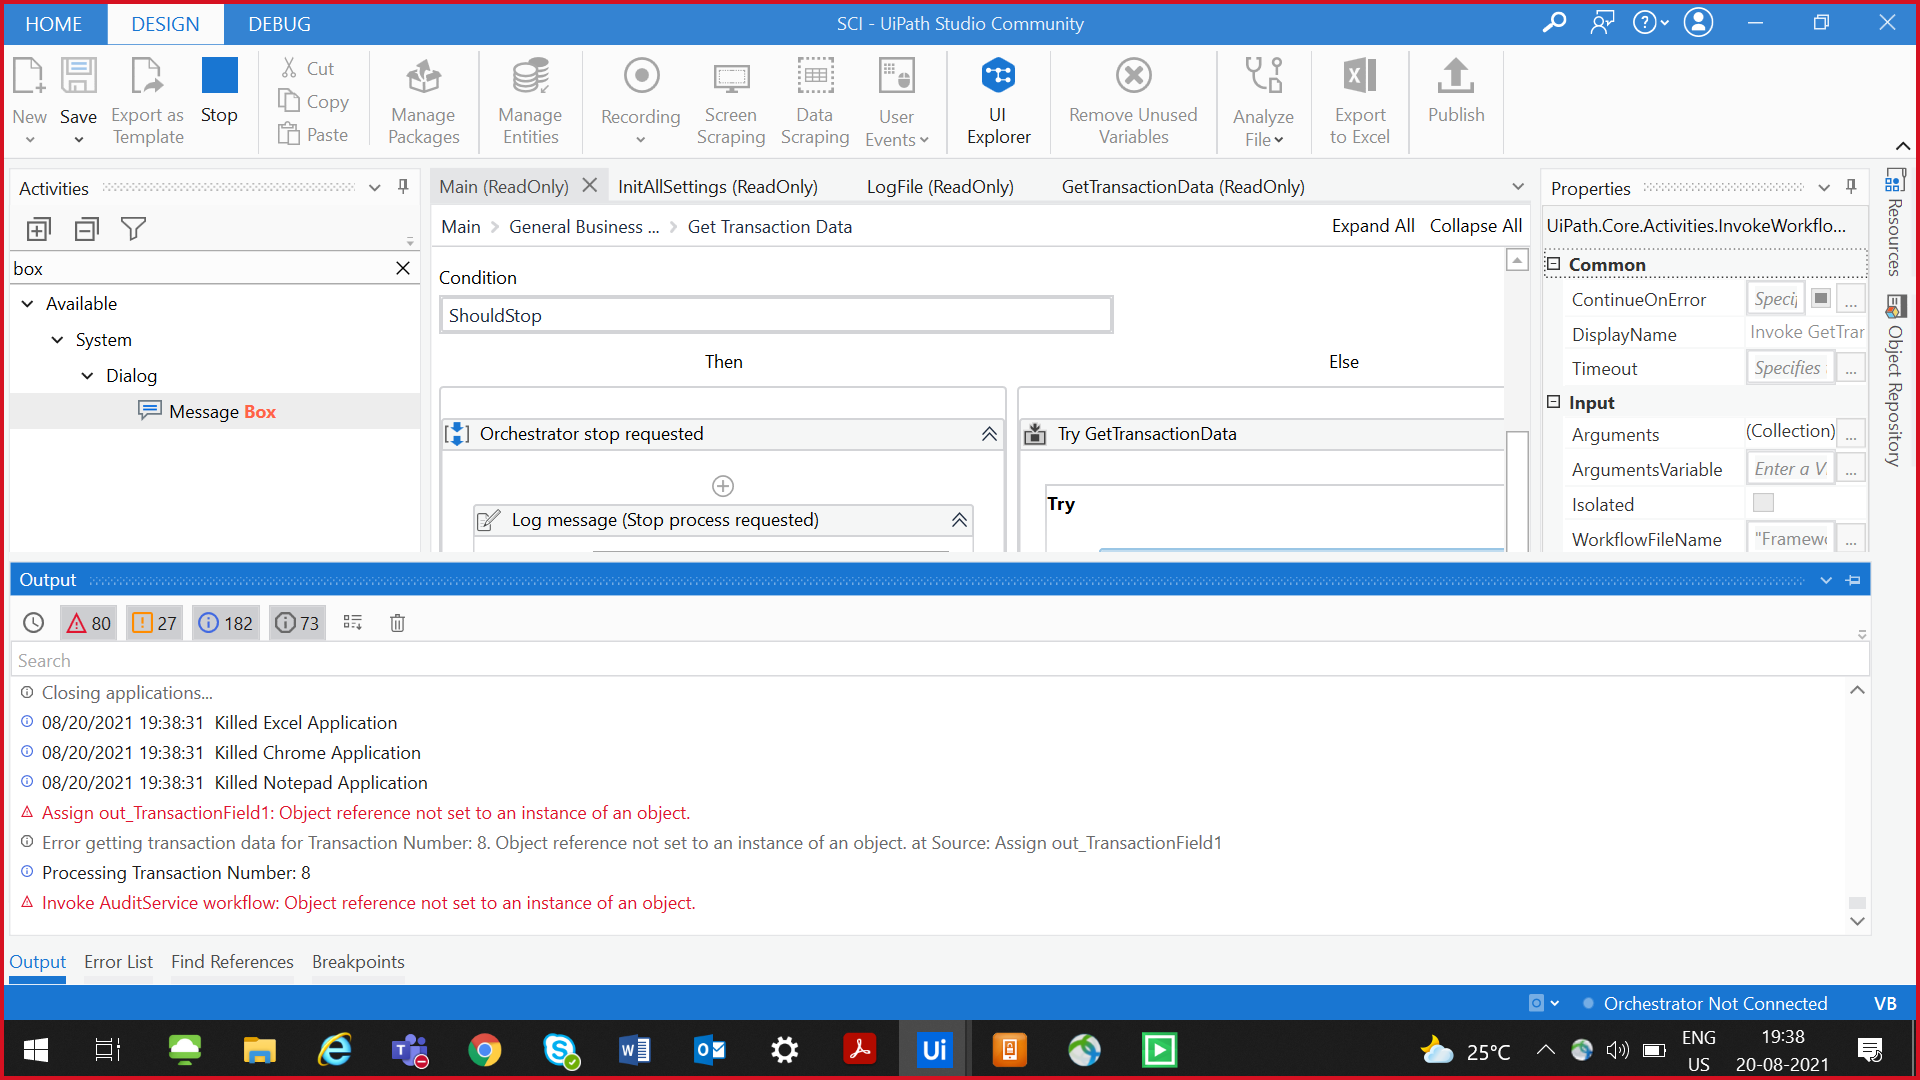 HOME DESIGN DEBUG SCI - UiPath Studio Community
New Save Export as Template Stop
Cut
Copy
Paste
Manage Packages
Manage Entities
Recording
Screen Scraping
Data Scraping
User Events
UI Explorer
Remove Unused Variables
Analyze File
Export to Excel
Publish
Activities
box
Available
System
Dialog
Message Box
Main (ReadOnly) InitAllSettings (ReadOnly) LogFile (ReadOnly) GetTransactionData (ReadOnly)
Main General Business ... Get Transaction Data Expand All Collapse All
Condition
ShouldStop
Then Else
Orchestrator stop requested
Log message (Stop process requested)
Try GetTransactionData
Try
Properties
UiPath.Core.Activities.InvokeWorkflo...
Common
ContinueOnError Specif ...
DisplayName Invoke GetTrar
Timeout Specifies ...
Input
Arguments (Collection) ...
ArgumentsVariable Enter a V ...
Isolated
WorkflowFileName "Framew ...
Resources
Object Repository
Output
80 27 182 73
Search
Closing applications...
08/20/2021 19:38:31 Killed Excel Application
08/20/2021 19:38:31 Killed Chrome Application
08/20/2021 19:38:31 Killed Notepad Application
Assign out_TransactionField1: Object reference not set to an instance of an object.
Error getting transaction data for Transaction Number: 8. Object reference not set to an instance of an object. at Source: Assign out_TransactionField1
Processing Transaction Number: 8
Invoke AuditService workflow: Object reference not set to an instance of an object.
Output Error List Find References Breakpoints
Orchestrator Not Connected VB
Ui
25°C
ENG
US
19:38
20-08-2021